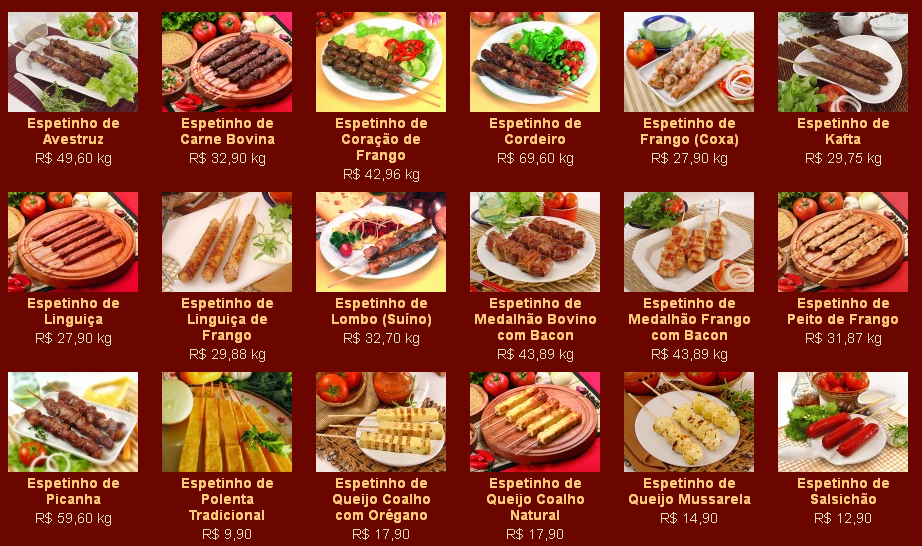 Espetinho de
Avestruz
R$ 49,60 kg
Espetinho de
Carne Bovina
R$ 32,90 kg
Espetinho de
Coração de
Frango
R$ 42,96 kg
Espetinho de
Cordeiro
R$ 69,60 kg
Espetinho de
Frango (Coxa)
R$ 27,90 kg
Espetinho de
Kafta
R$ 29,75 kg
Espetinho de
Linguiça
R$ 27,90 kg
Espetinho de
Linguiça de
Frango
R$ 29,88 kg
Espetinho de
Lombo (Suíno)
R$ 32,70 kg
Espetinho de
Medalhão Bovino
com Bacon
R$ 43,89 kg
Espetinho de
Medalhão Frango
com Bacon
R$ 43,89 kg
Espetinho de
Peito de Frango
R$ 31,87 kg
Espetinho de
Picanha
R$ 59,60 kg
Espetinho de
Polenta
Tradicional
R$ 9,90
Espetinho de
Queijo Coalho
com Orégano
R$ 17,90
Espetinho de
Queijo Coalho
Natural
R$ 17,90
Espetinho de
Queijo Mussarela
R$ 14,90
Espetinho de
Salsichão
R$ 12,90